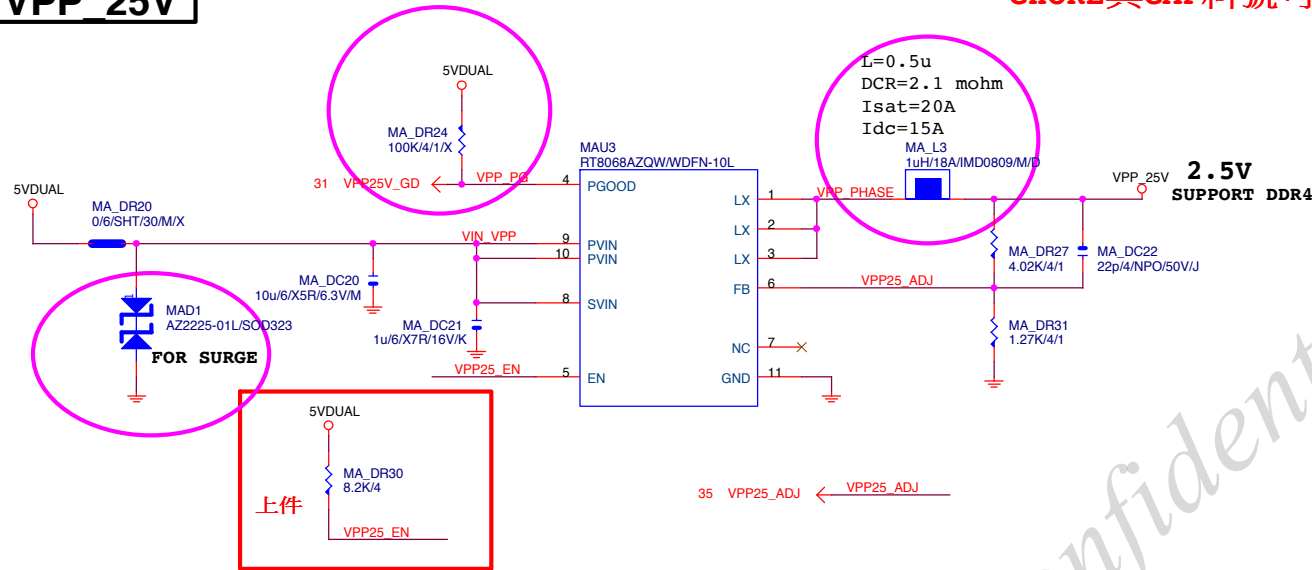 VPP_25V
5VDUAL
MA_DR24
100K/4/1/X
31 VPP25V_GD
VPP_PG
5VDUAL
MA_DR20
0/6/SHT/30/M/X
VIN_VPP
MAD1
AZ2225-01L/SOD323
FOR SURGE
1
MA_DC20
10u/6/X5R/6.3V/M
MA_DC21
1u/6/X7R/16V/K
VPP25_EN
MAU3
RT8068AZQW/WDFN-10L
4 PGOOD
9 PVIN
10 PVIN
8 SVIN
5 EN
LX 1
LX 2
LX 3
FB 6
NC 7
GND 11
L=0.5u
DCR=2.1 mohm
Isat=20A
Idc=15A
MA_L3
1uH/18A/IMD0809/M/D
VPP_PHASE
VPP_25V
2.5V
SUPPORT DDR4
MA_DR27
4.02K/4/1
MA_DC22
22p/4/NPO/50V/J
VPP25_ADJ
MA_DR31
1.27K/4/1
5VDUAL
MA_DR30
8.2K/4
上件
VPP25_EN
35 VPP25_ADJ
VPP25_ADJ